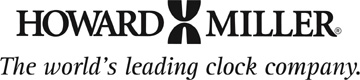 HOWARD MILLER®
The world's leading clock company.